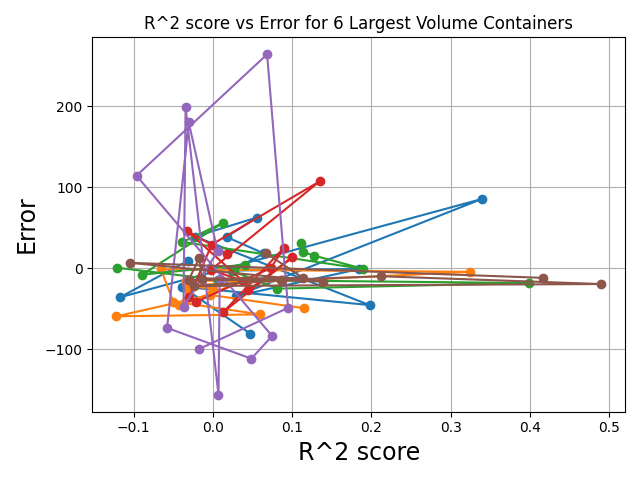 R^2 score vs Error for 6 Largest Volume Containers
Error
200
100
0
−100
−0.1 0.0 0.1 0.2 0.3 0.4 0.5
R^2 score